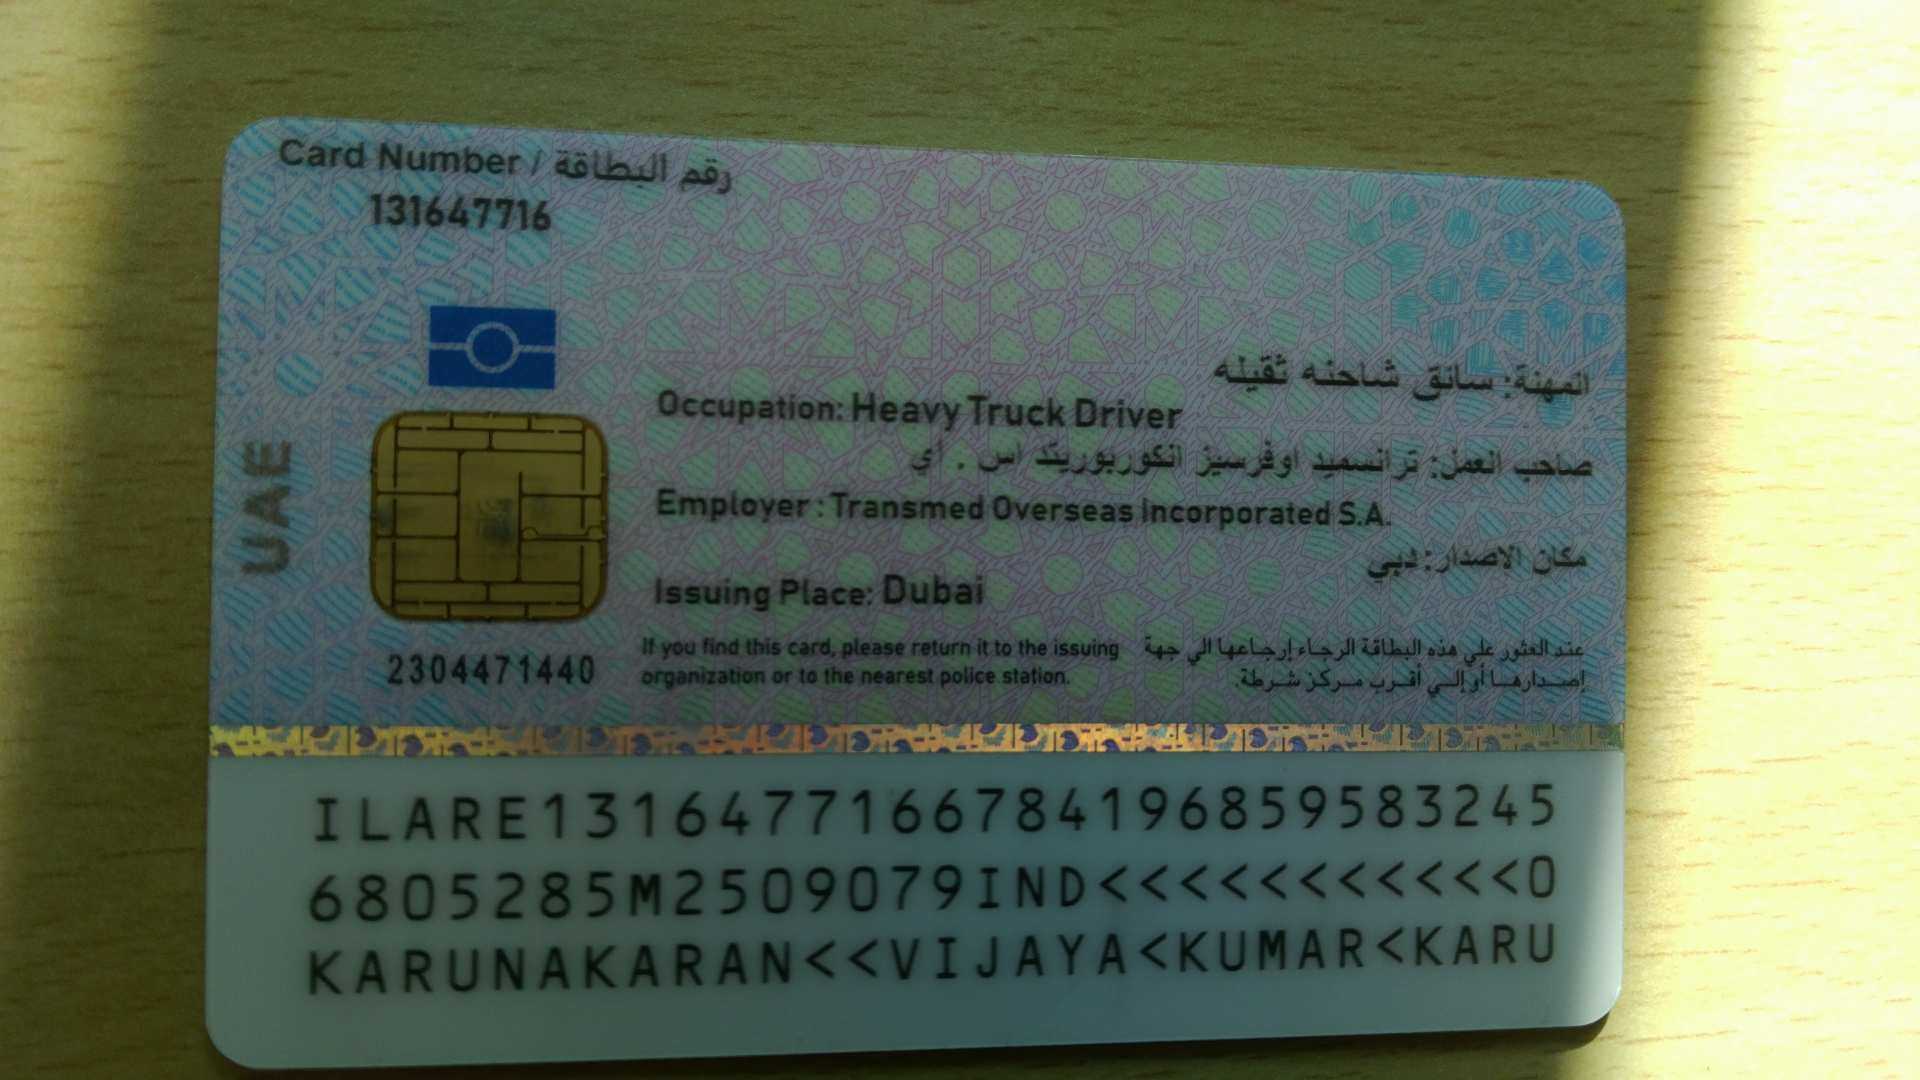 Card Number / رقم البطاقة
131647716
المهنة: سائق شاحنه ثقيله
Occupation: Heavy Truck Driver
صاحب العمل: ترانسميد اوفرسيز انكوربوريتد اس . اي
Employer : Transmed Overseas Incorporated S.A.
مكان الاصدار: دبي
Issuing Place: Dubai
UAE
2304471440
If you find this card, please return it to the issuing
organization or to the nearest police station.
عند العثور علي هذه البطاقة الرجاء إرجاعها الي جهة
إصدارها أو إلي أقرب مركز شرطة.
ILARE1316477166784196859583245
6805285M2509079IND<<<<<<<<<<<0
KARUNAKARAN<<VIJAYA<KUMAR<KARU